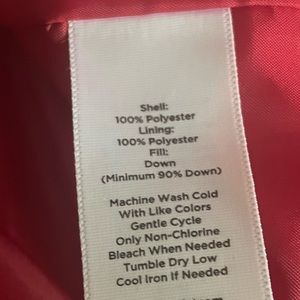 Shell:
100% Polyester
Lining:
100% Polyester
Fill:
Down
(Minimum 90% Down)
Machine Wash Cold
With Like Colors
Gentle Cycle
Only Non-Chlorine
Bleach When Needed
Tumble Dry Low
Cool Iron If Needed